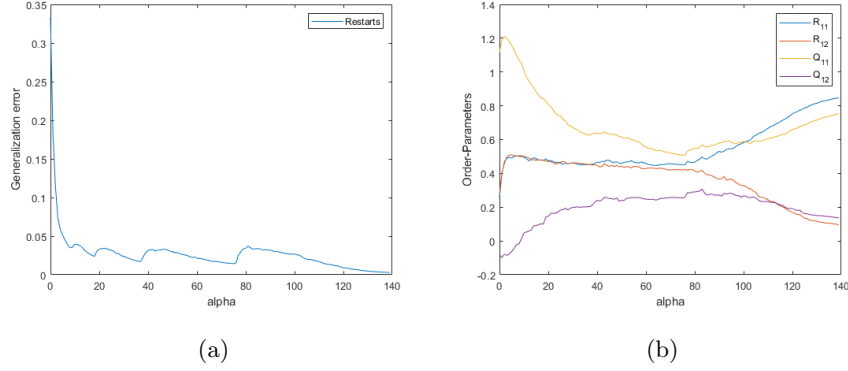 0.35
0.3
0.25
0.2
0.15
0.1
0.05
0
Generalization error
0 20 40 60 80 100 120 140
alpha
Restarts
(a)
1.4
1.2
1
0.8
0.6
0.4
0.2
0
-0.2
Order-Parameters
0 20 40 60 80 100 120 140
alpha
R11
R12
Q11
Q12
(b)